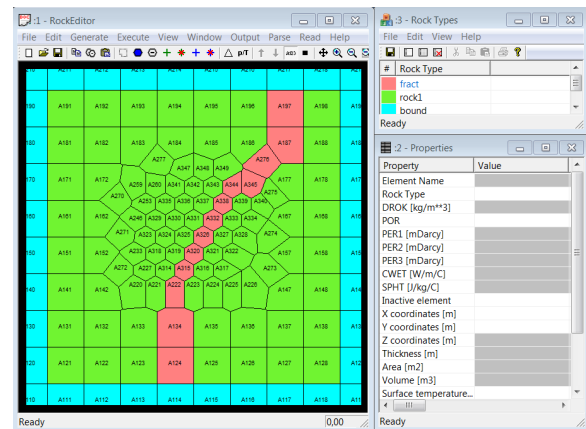 :1 - RockEditor
File Edit Generate Execute View Window Output Parse Read Help
p/T
A191 A192 A193 A194 A195 A196 A197 A198
A181 A182 A183 A184 A185 A186 A187 A188
A277 A276
A347 A348 A349
A171 A172 A259 A260 A341 A342 A343 A344 A345 A177 A178
A270 A253 A335 A336 A337 A338 A339 A340 A275
A161 A162 A246 A329 A330 A331 A332 A333 A334 A167 A168
A271 A323 A324 A325 A326 A327 A328 A274
A151 A152 A233 A318 A319 A320 A321 A322 A157 A158
A272 A227 A314 A315 A316 A317 A273
A141 A142 A220 A221 A222 A223 A224 A225 A226 A147 A148
A131 A132 A133 A134 A135 A136 A137 A138
A121 A122 A123 A124 A125 A126 A127 A128
A111 A112 A113 A114 A115 A116 A117 A118
Ready 0,00
:3 - Rock Types
File Edit View Help
# Rock Type
fract
rock1
bound
Ready
:2 - Properties
Property Value
Element Name
Rock Type
DROK [kg/m**3]
POR
PER1 [mDarcy]
PER2 [mDarcy]
PER3 [mDarcy]
CWET [W/m/C]
SPHT [J/kg/C]
Inactive element
X coordinates [m]
Y coordinates [m]
Z coordinates [m]
Thickness [m]
Area [m2]
Volume [m3]
Surface temperature...
Ready